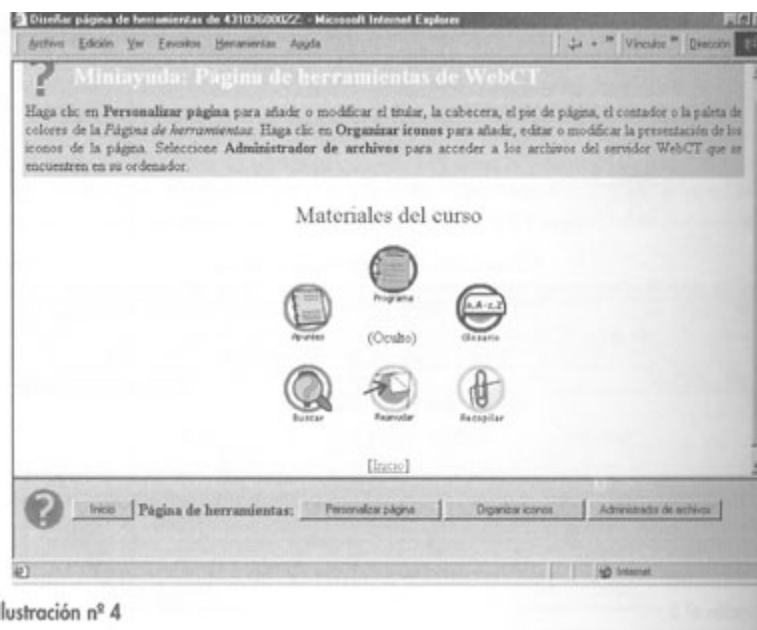 Diseñar página de herramientas de 431036000ZZ. - Microsoft Internet Explorer
Archivo Edición Ver Favoritos Herramientas Ayuda Vínculos Dirección
? Miniayuda: Página de herramientas de WebCT
Haga clic en Personalizar página para añadir o modificar el titular, la cabecera, el pie de página, el contador o la paleta de
colores de la Página de herramientas. Haga clic en Organizar iconos para añadir, editar o modificar la presentación de los
iconos de la página. Seleccione Administrador de archivos para acceder a los archivos del servidor WebCT que se
encuentren en su ordenador.
Materiales del curso
Programa
Apuntes
a,A-z,Z
(Oculto)
Glosario
Buscar
Reanudar
Recopilar
[Inicio]
? Inicio Página de herramientas: Personalizar página Organizar iconos Administrador de archivos
Internet
lustración nº 4